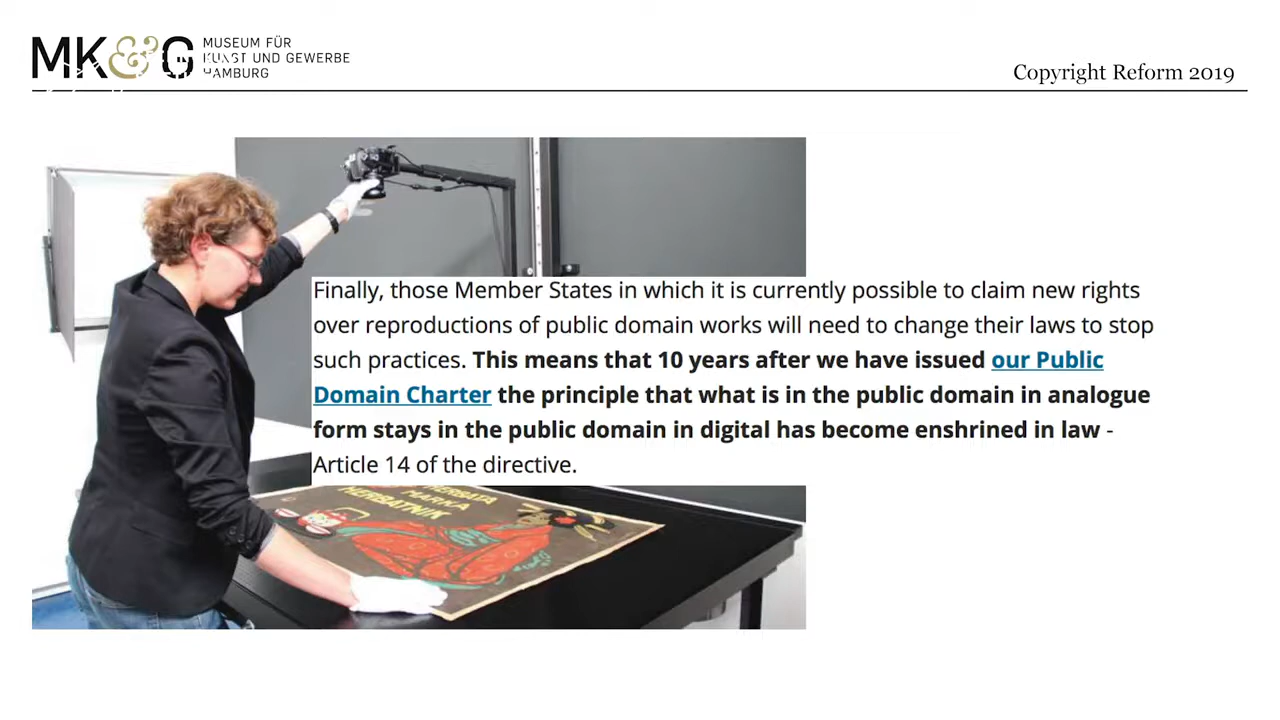 MK&G
MUSEUM FÜR
KUNST UND GEWERBE
HAMBURG
Copyright Reform 2019
Finally, those Member States in which it is currently possible to claim new rights
over reproductions of public domain works will need to change their laws to stop
such practices. This means that 10 years after we have issued our Public
Domain Charter the principle that what is in the public domain in analogue
form stays in the public domain in digital has become enshrined in law -
Article 14 of the directive.
HERBATA
MARKA
HERBATNIK